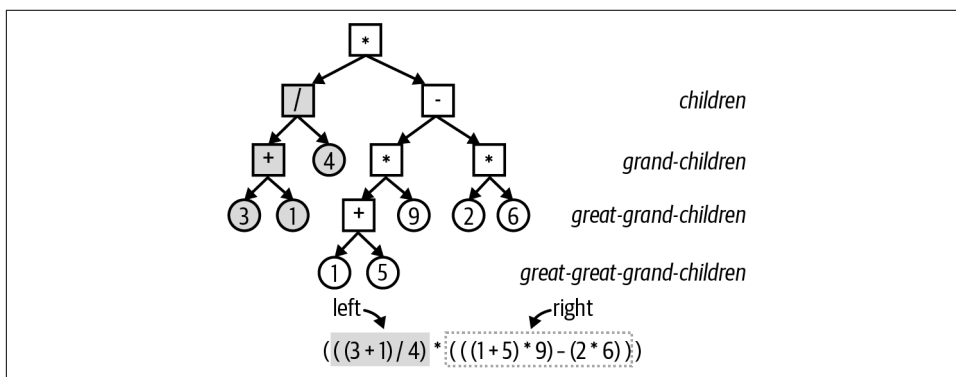 *
/ - children
+ 4 * * grand-children
3 1 + 9 2 6 great-grand-children
1 5 great-great-grand-children
left right
(((3 + 1) / 4) * (((1 + 5) * 9) – (2 * 6)))